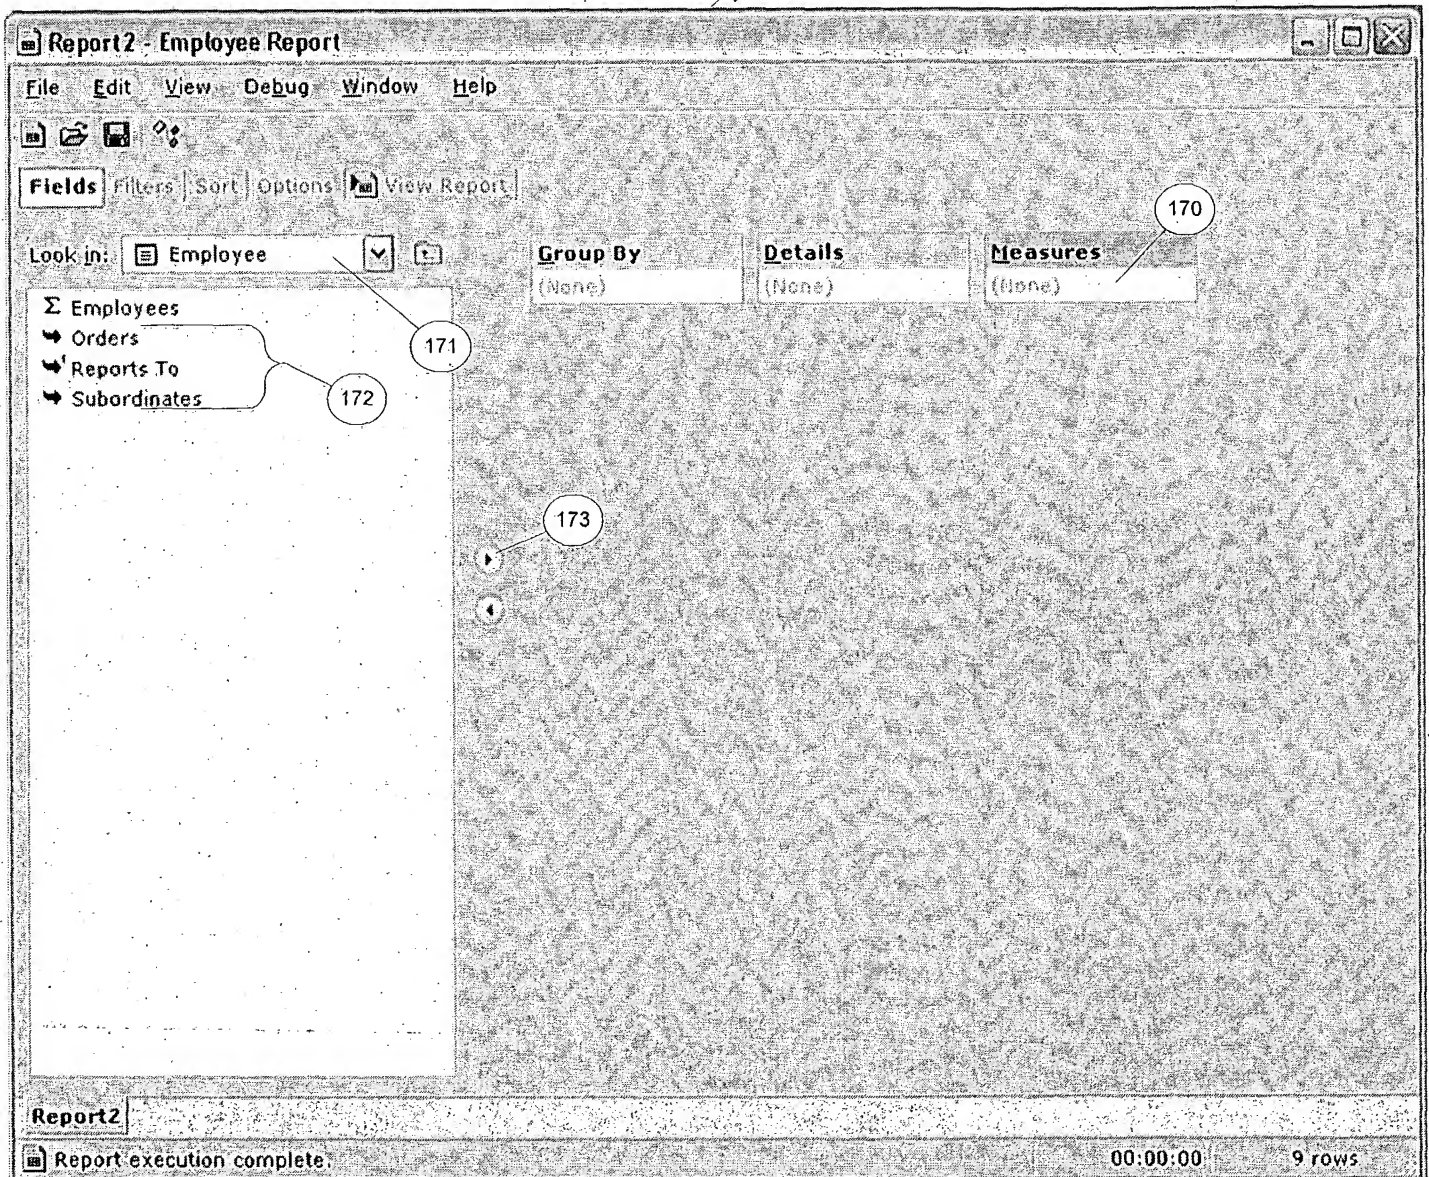 Report2 - Employee Report
File Edit View Debug Window Help
Fields Filters Sort Options View Report
170
Look in: Employee
Group By Details Measures
(None) (None) (None)
Σ Employees
Orders
171
Reports To
172
Subordinates
173
Report2
Report execution complete. 00:00:00 9 rows